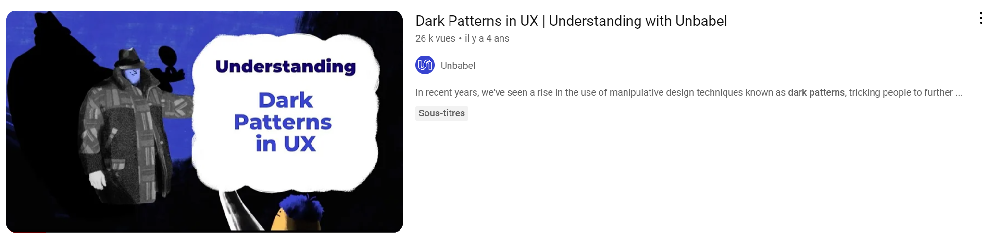 Understanding
Dark
Patterns
in UX
Dark Patterns in UX | Understanding with Unbabel
26 k vues • il y a 4 ans
Unbabel
In recent years, we've seen a rise in the use of manipulative design techniques known as dark patterns, tricking people to further ...
Sous-titres